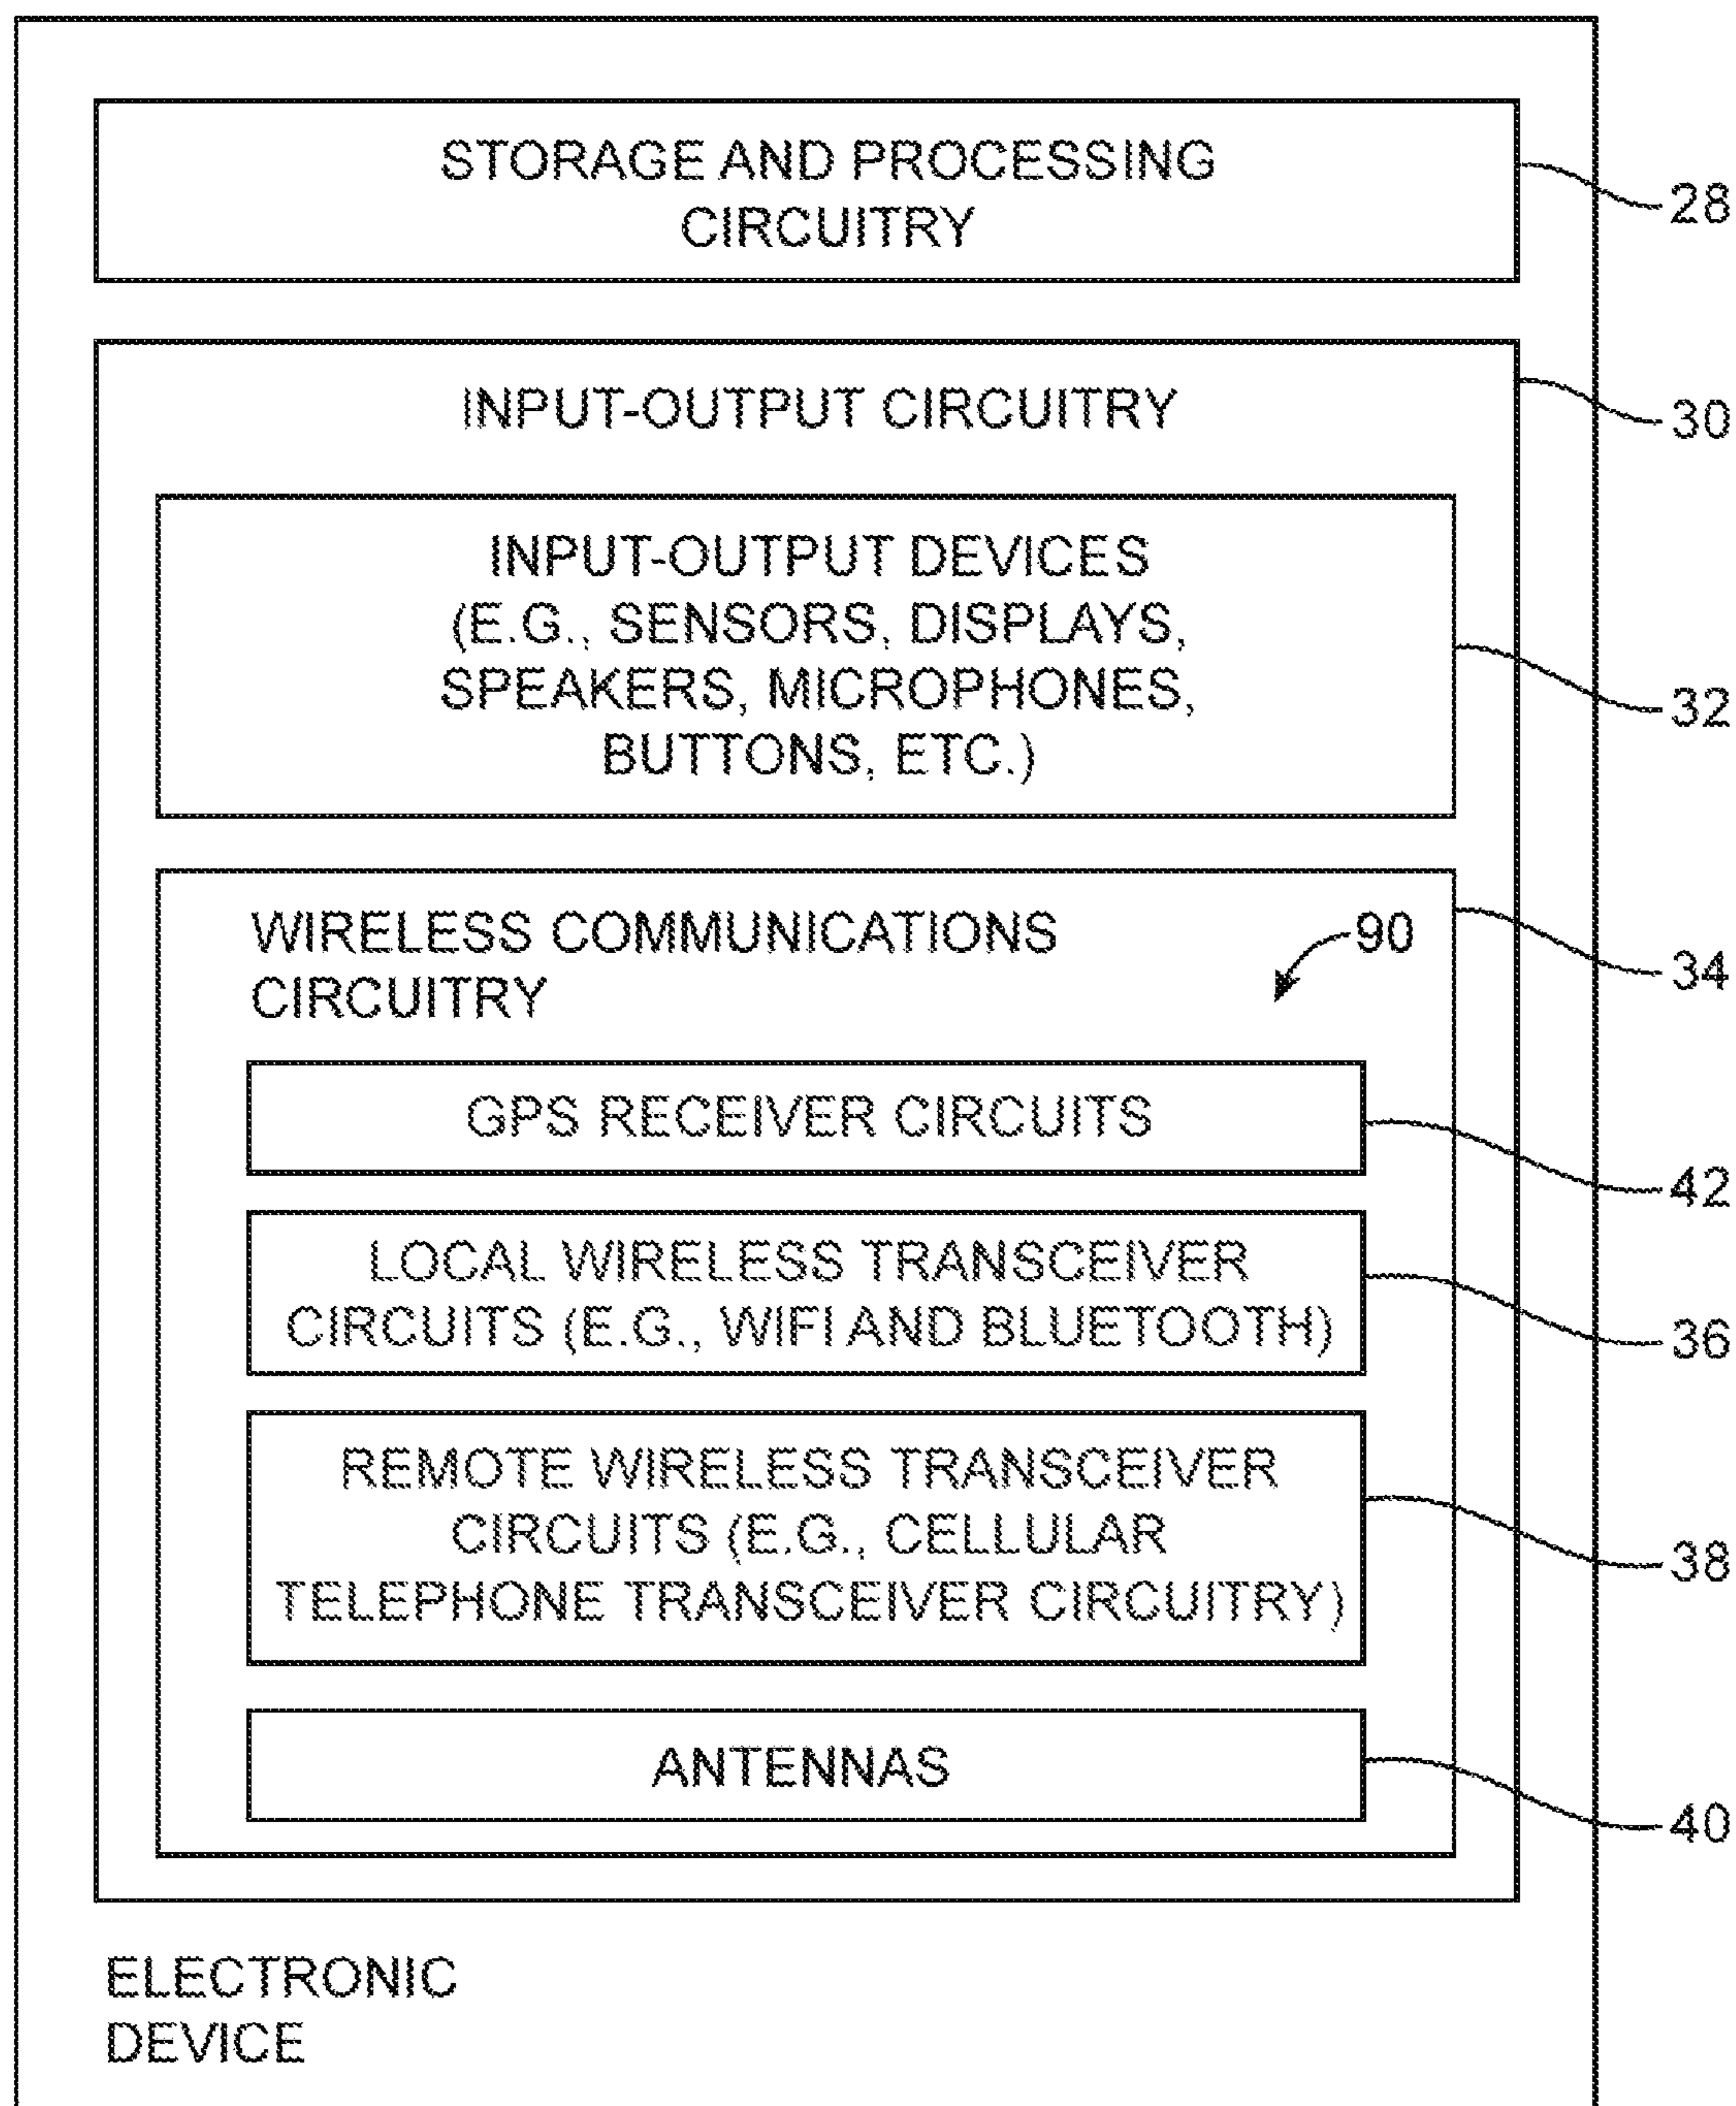 STORAGE AND PROCESSING
CIRCUITRY
28
INPUT-OUTPUT CIRCUITRY
30
INPUT-OUTPUT DEVICES
(E.G., SENSORS, DISPLAYS,
SPEAKERS, MICROPHONES,
BUTTONS, ETC.)
32
WIRELESS COMMUNICATIONS
CIRCUITRY
90
34
GPS RECEIVER CIRCUITS
42
LOCAL WIRELESS TRANSCEIVER
CIRCUITS (E.G., WIFI AND BLUETOOTH)
36
REMOTE WIRELESS TRANSCEIVER
CIRCUITS (E.G., CELLULAR
TELEPHONE TRANSCEIVER CIRCUITRY)
38
ANTENNAS
40
ELECTRONIC
DEVICE